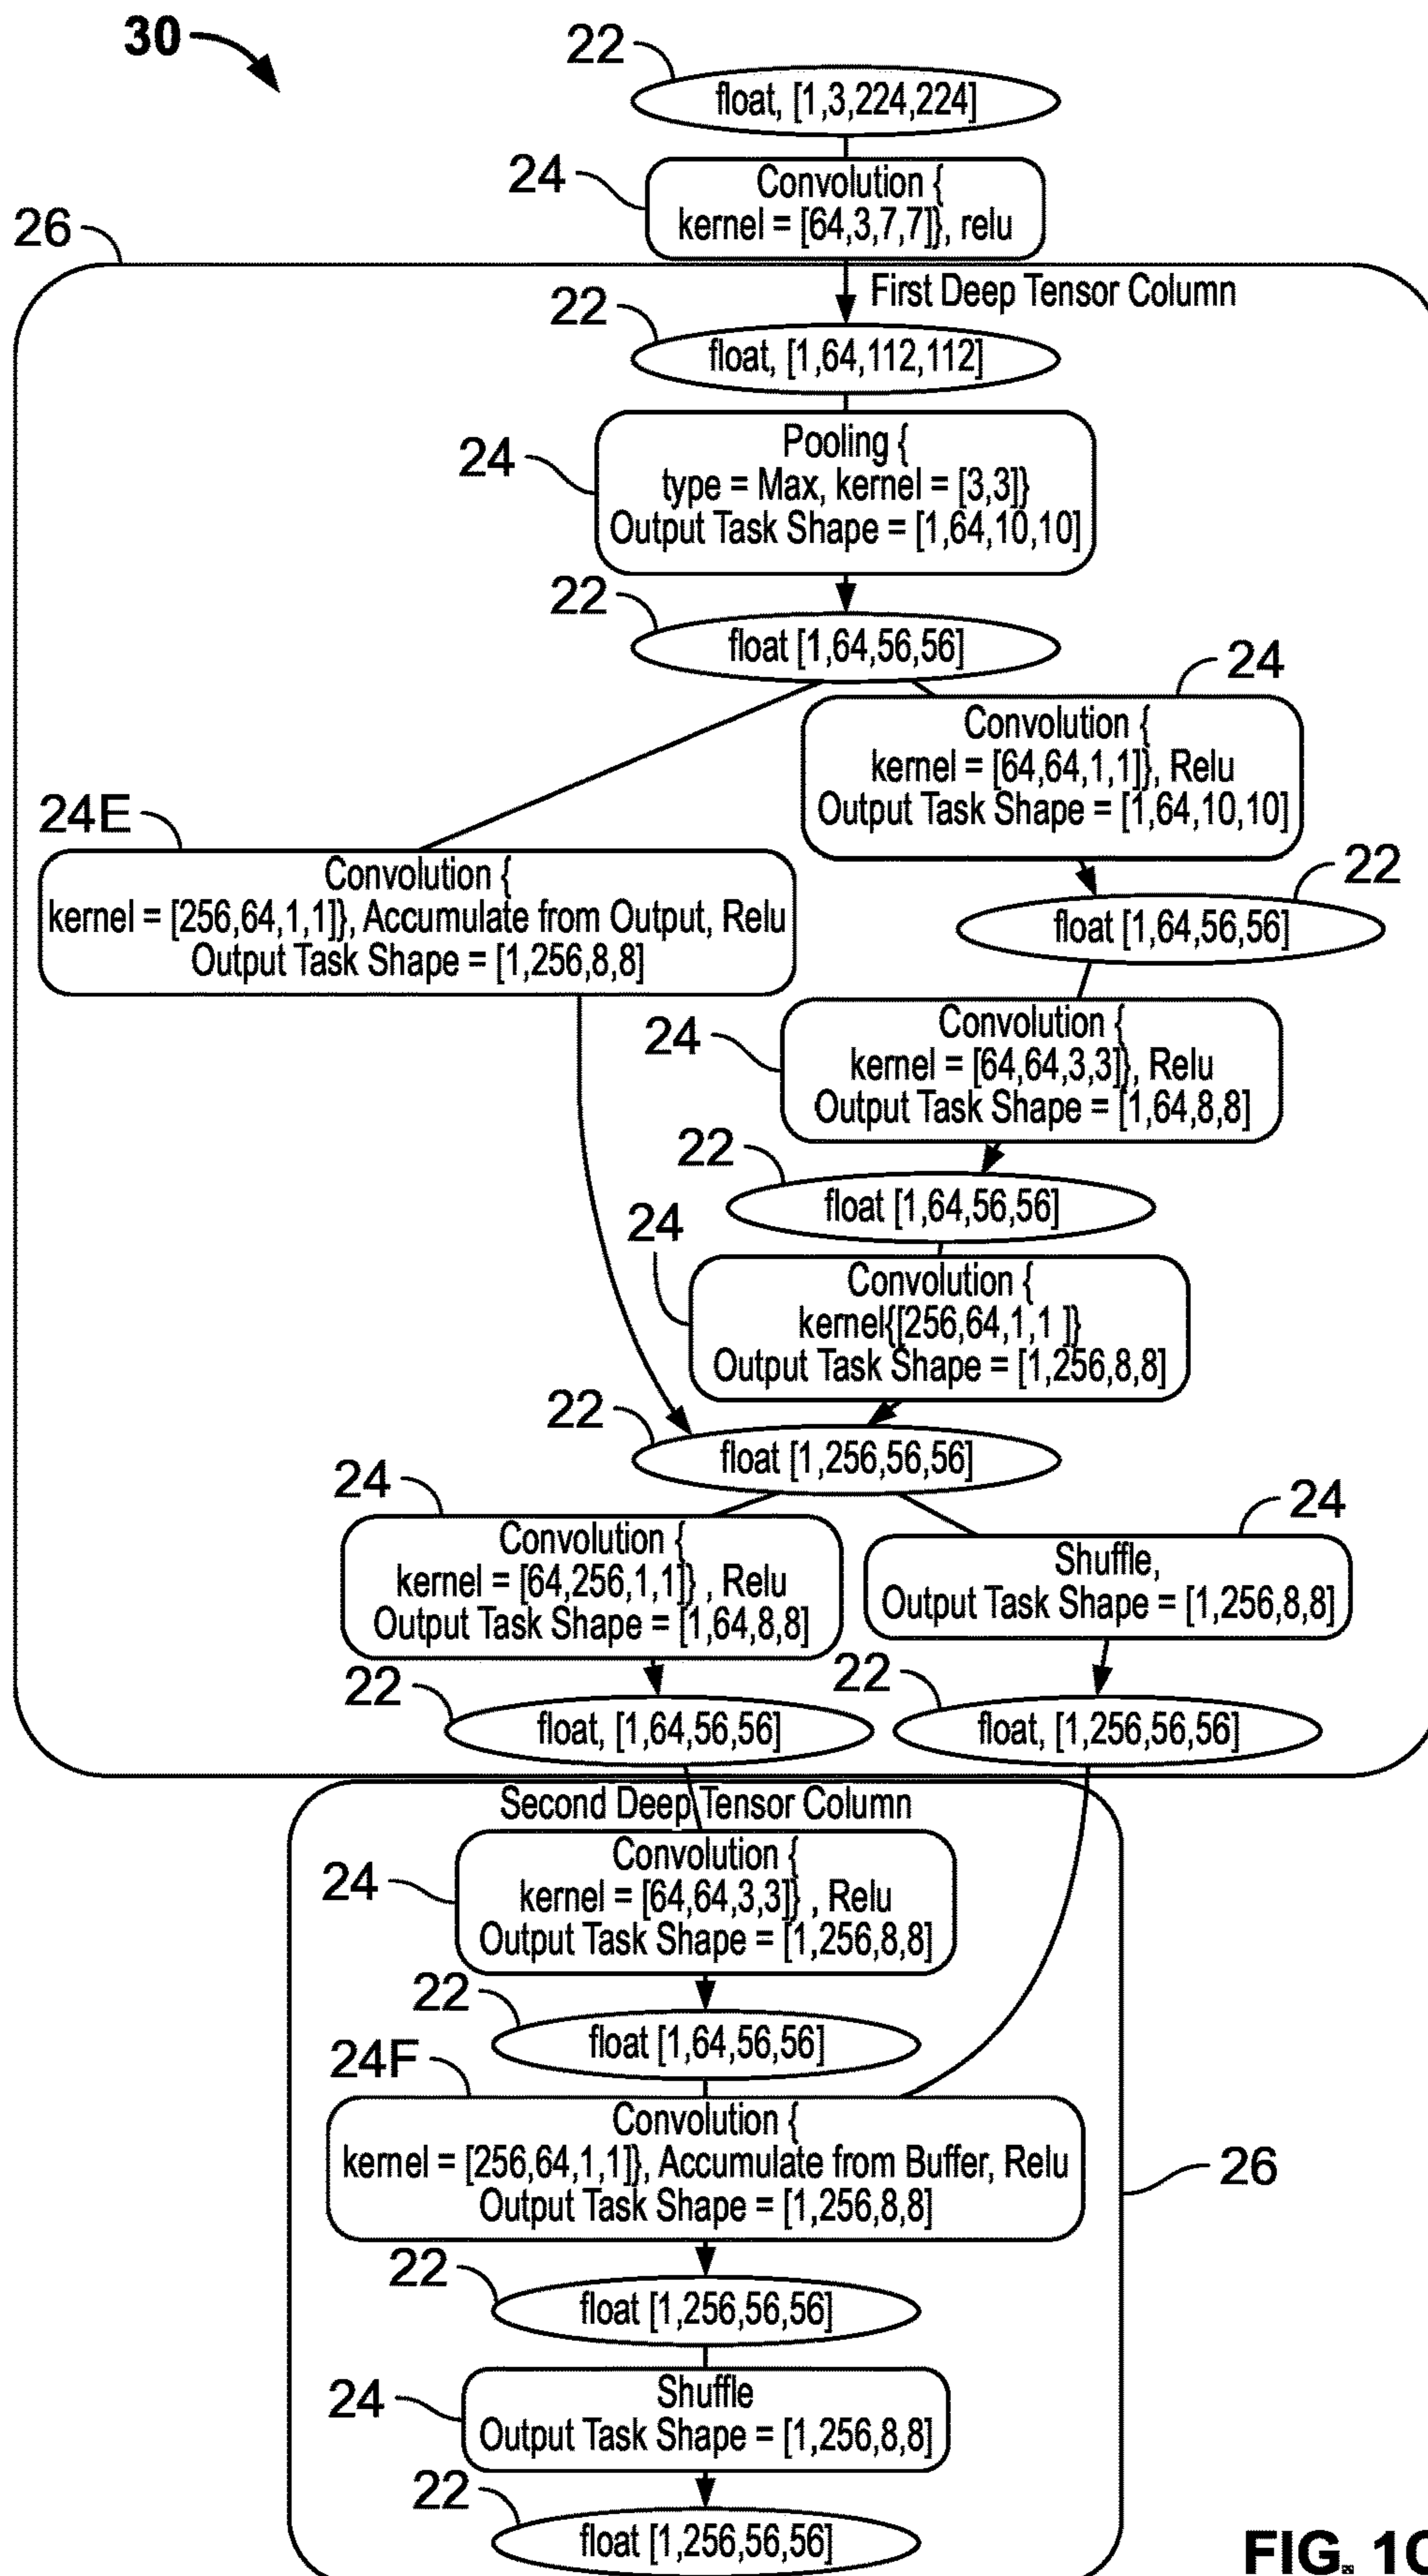 30
22
float, [1,3,224,224]
24
Convolution {
kernel = [64,3,7,7]}, relu
26
First Deep Tensor Column
22
float, [1,64,112,112]
24
Pooling {
type = Max, kernel = [3,3]}
Output Task Shape = [1,64,10,10]
22
float [1,64,56,56]
24
Convolution {
kernel = [64,64,1,1]}, Relu
Output Task Shape = [1,64,10,10]
24E
Convolution {
kernel = [256,64,1,1]}, Accumulate from Output, Relu
Output Task Shape = [1,256,8,8]
22
float [1,64,56,56]
24
Convolution {
kernel = [64,64,3,3]}, Relu
Output Task Shape = [1,64,8,8]
22
float [1,64,56,56]
24
Convolution {
kernel{[256,64,1,1 ]}
Output Task Shape = [1,256,8,8]
22
float [1,256,56,56]
24
Convolution {
kernel = [64,256,1,1]} , Relu
Output Task Shape = [1,64,8,8]
24
Shuffle,
Output Task Shape = [1,256,8,8]
22
float, [1,64,56,56]
22
float, [1,256,56,56]
Second Deep Tensor Column
24
Convolution {
kernel = [64,64,3,3]} , Relu
Output Task Shape = [1,256,8,8]
22
float [1,64,56,56]
24F
Convolution {
kernel = [256,64,1,1]}, Accumulate from Buffer, Relu
Output Task Shape = [1,256,8,8]
26
22
float [1,256,56,56]
24
Shuffle
Output Task Shape = [1,256,8,8]
22
float [1,256,56,56]
FIG. 10